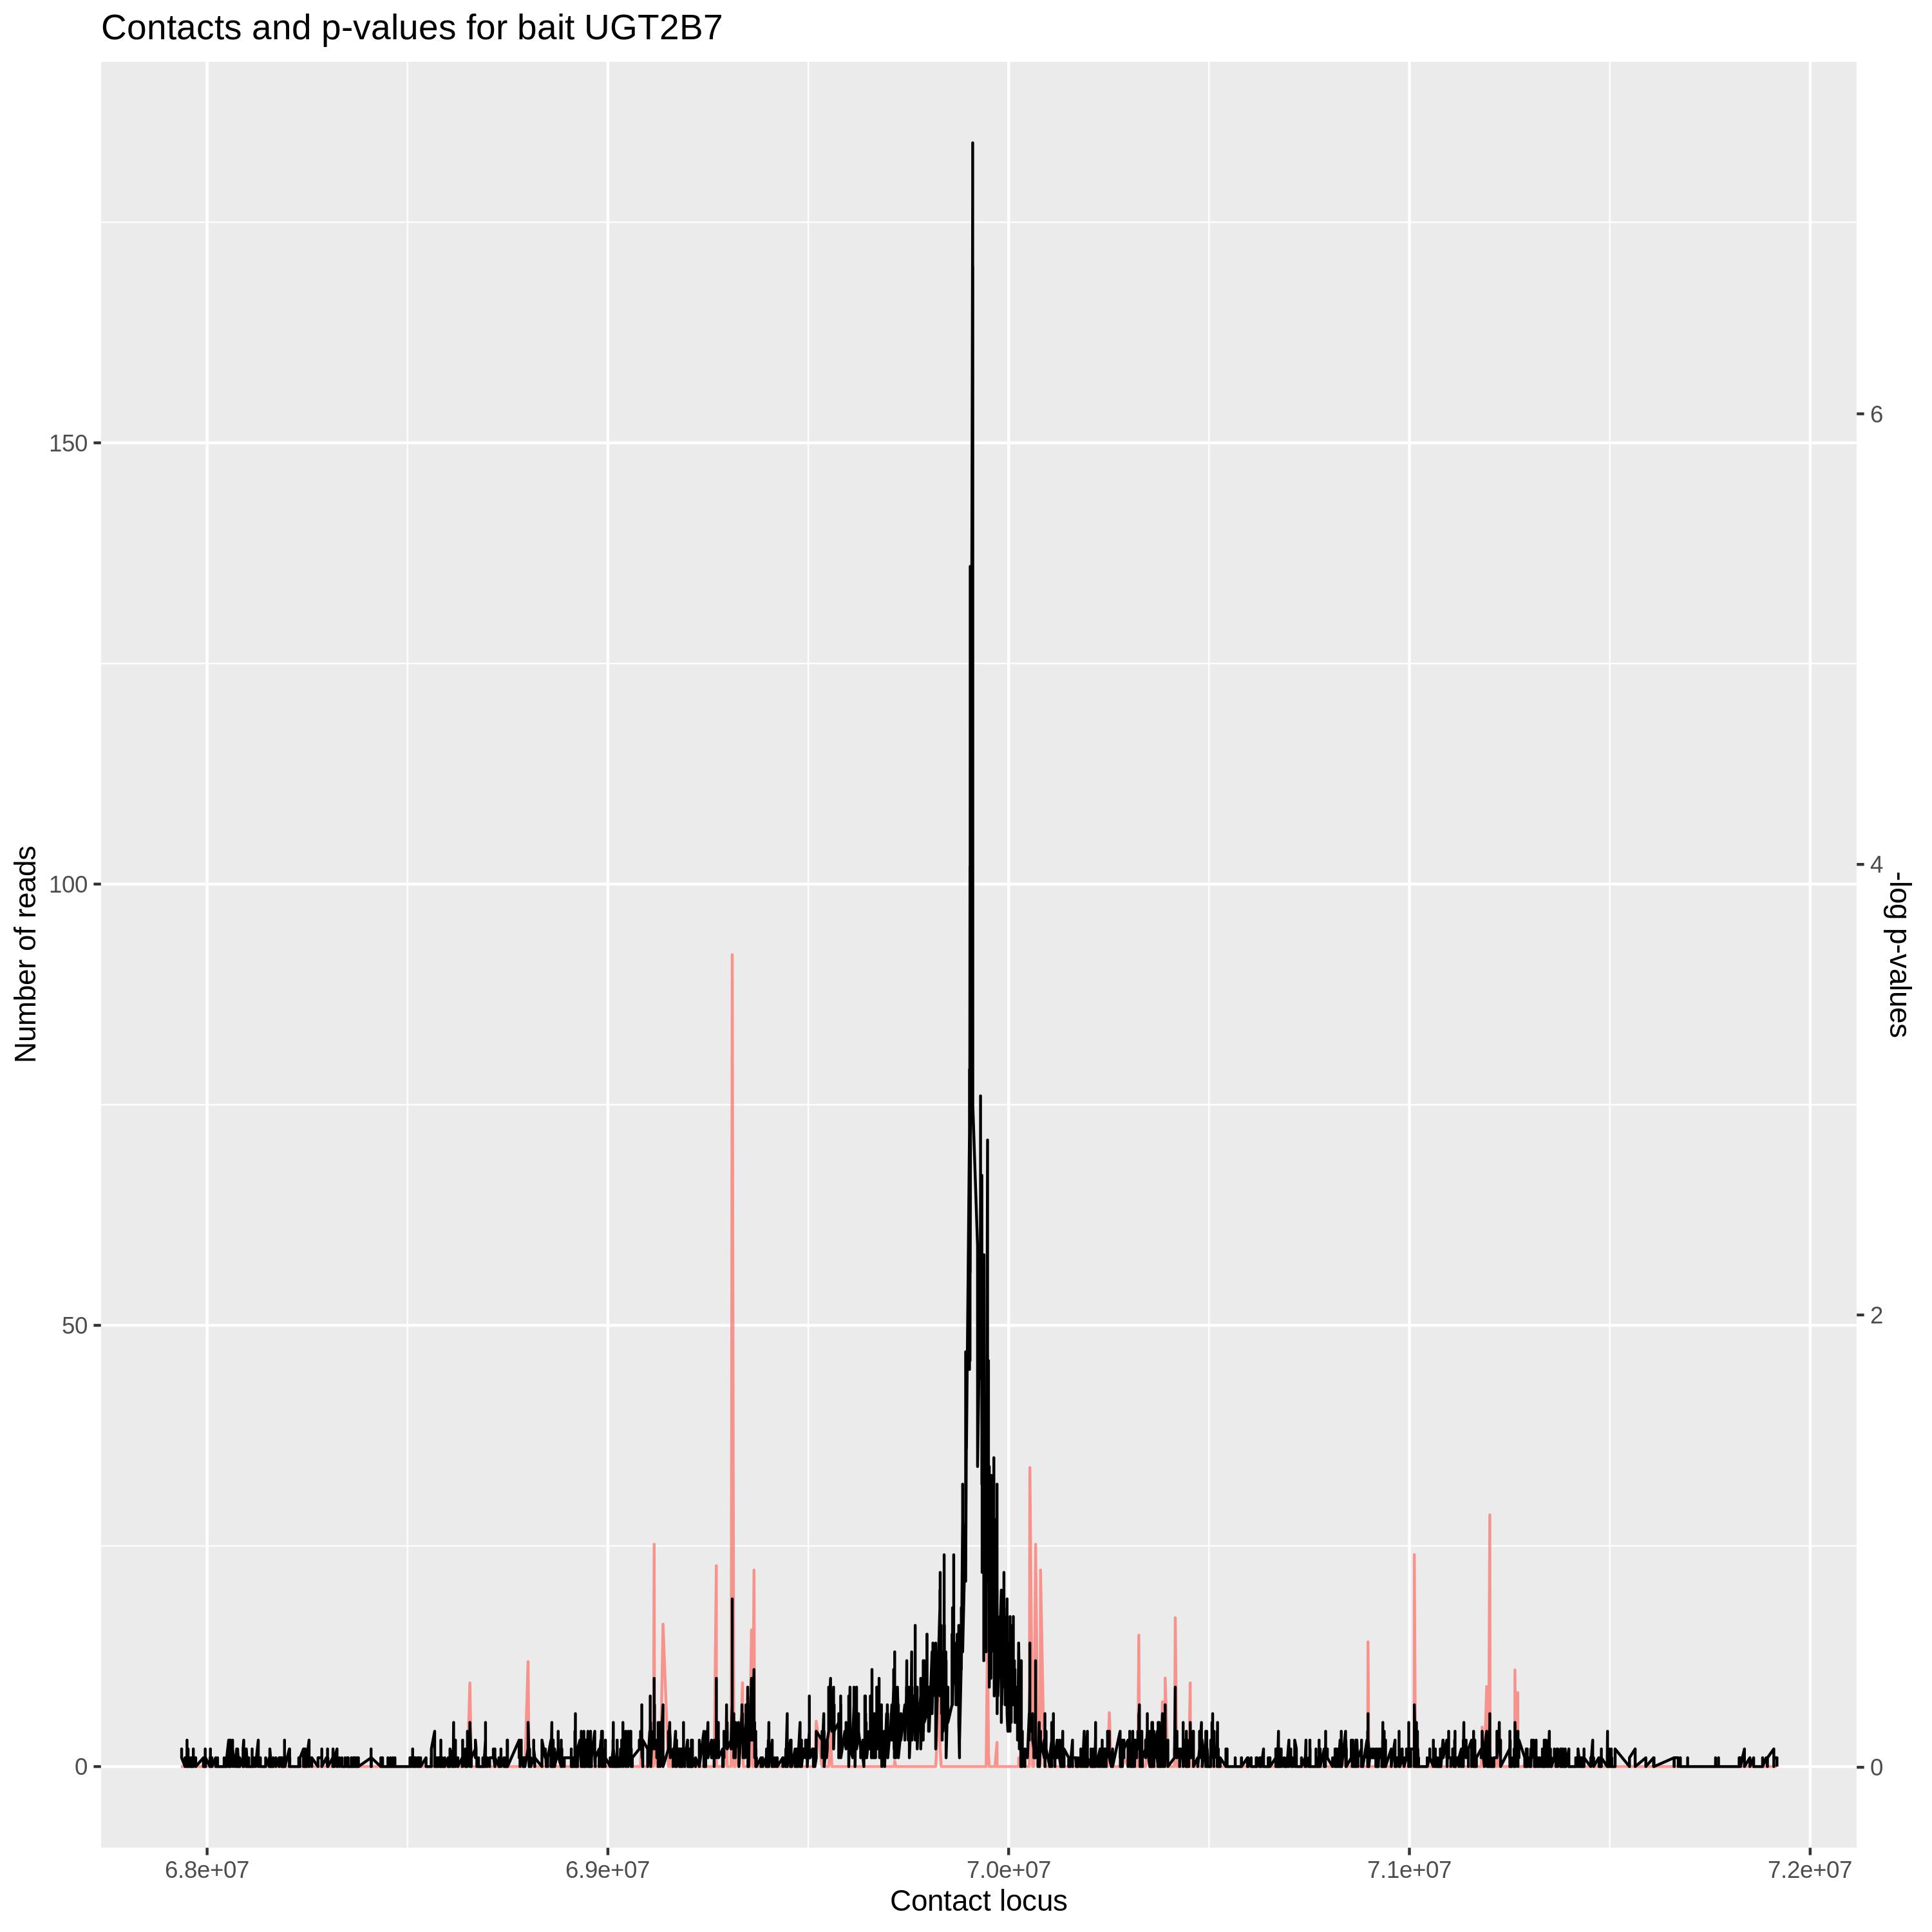 Contacts and p-values for bait UGT2B7
150
100
50
0
Number of reads
6
4
2
0
-log p-values
6.8e+07 6.9e+07 7.0e+07 7.1e+07 7.2e+07
Contact locus